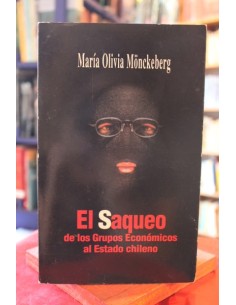 María Olivia Mönckeberg
El Saqueo
de los Grupos Económicos
al Estado chileno